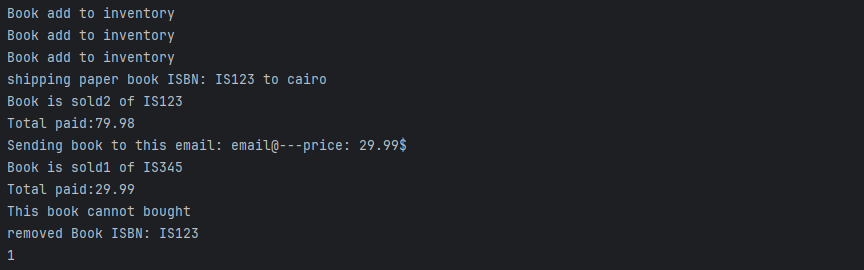 Book add to inventory
Book add to inventory
Book add to inventory
shipping paper book ISBN: IS123 to cairo
Book is sold2 of IS123
Total paid:79.98
Sending book to this email: email@---price: 29.99$
Book is sold1 of IS345
Total paid:29.99
This book cannot bought
removed Book ISBN: IS123
1